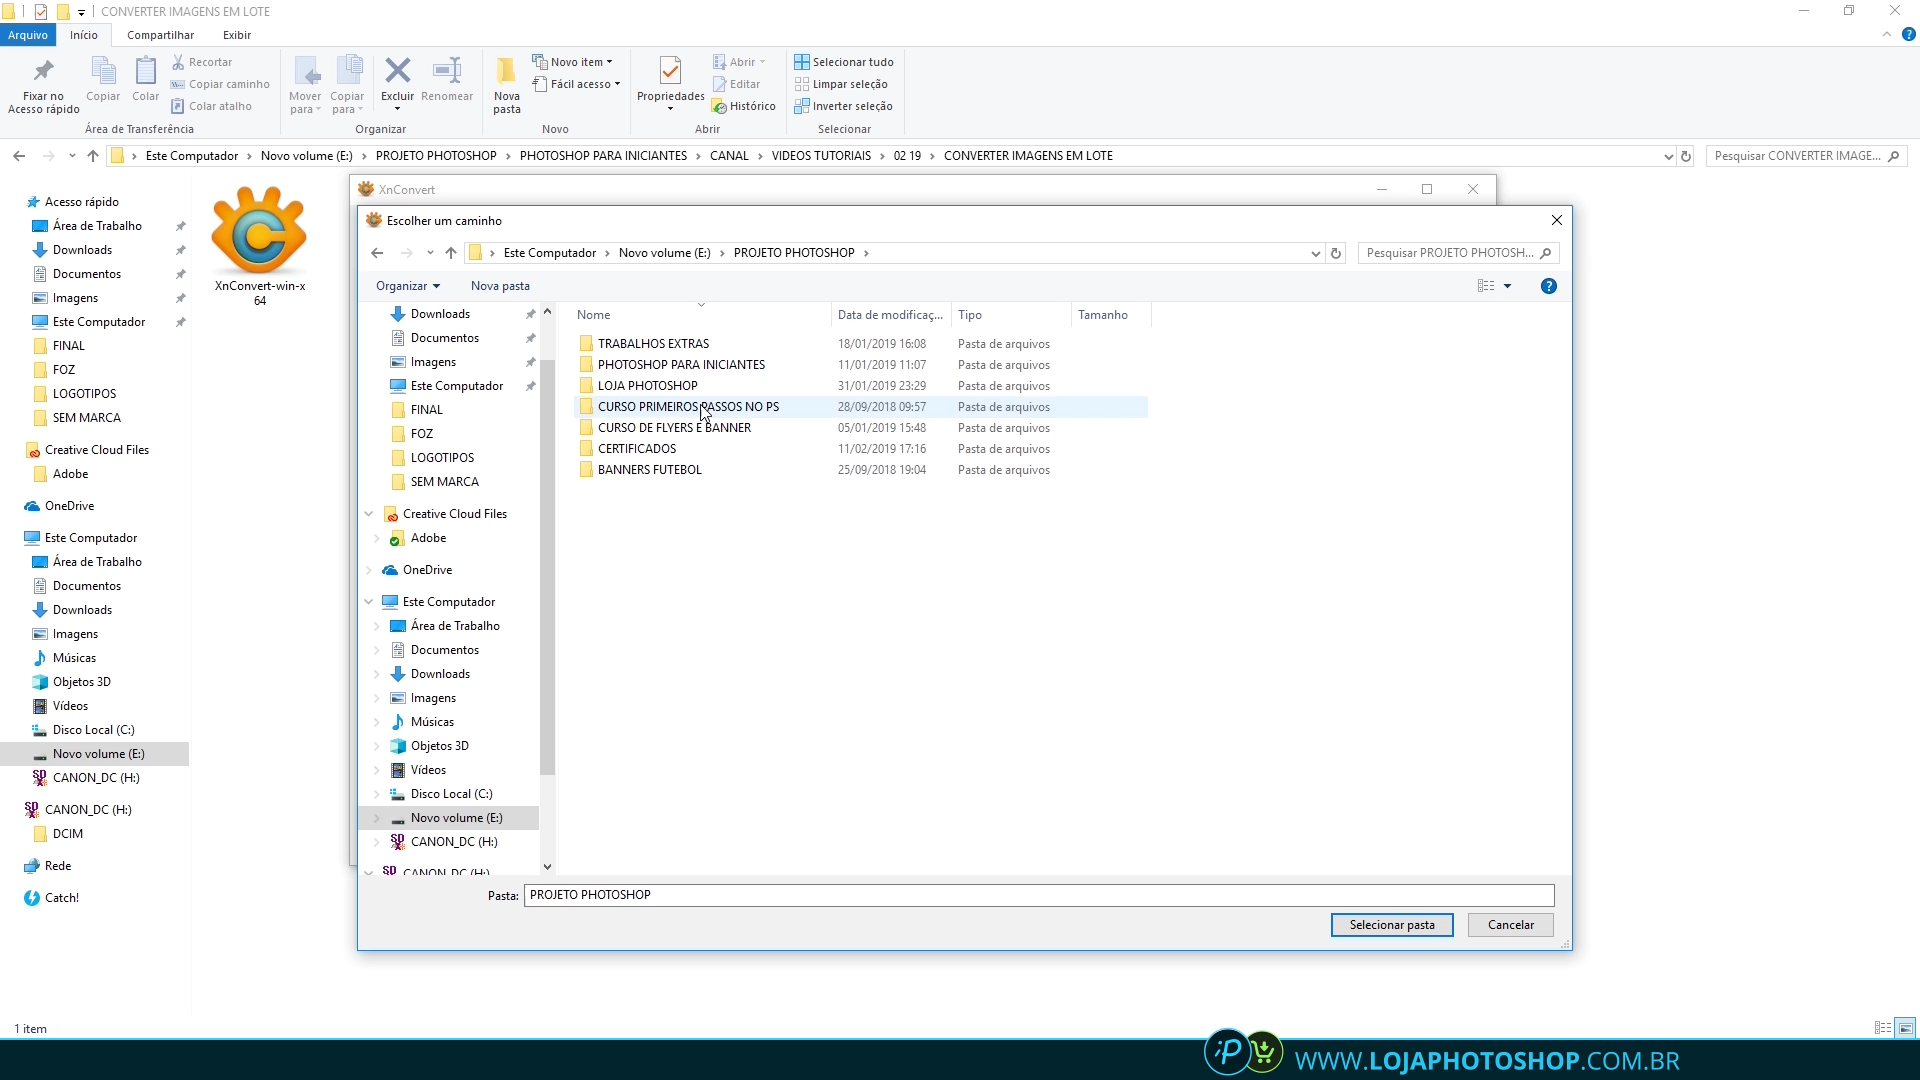 CONVERTER IMAGENS EM LOTE
Arquivo
Início
Compartilhar
Exibir
Fixar no
Acesso rápido
Copiar
Colar
Recortar
Copiar caminho
Colar atalho
Área de Transferência
Mover
para
Copiar
para
Excluir
Renomear
Organizar
Nova
pasta
Novo item
Fácil acesso
Novo
Propriedades
Abrir
Editar
Histórico
Abrir
Selecionar tudo
Limpar seleção
Inverter seleção
Selecionar
Este Computador
Novo volume (E:)
PROJETO PHOTOSHOP
PHOTOSHOP PARA INICIANTES
CANAL
VIDEOS TUTORIAIS
02 19
CONVERTER IMAGENS EM LOTE
Pesquisar CONVERTER IMAGE...
Acesso rápido
Área de Trabalho
Downloads
Documentos
Imagens
Este Computador
FINAL
FOZ
LOGOTIPOS
SEM MARCA
Creative Cloud Files
Adobe
OneDrive
Este Computador
Área de Trabalho
Documentos
Downloads
Imagens
Músicas
Objetos 3D
Vídeos
Disco Local (C:)
Novo volume (E:)
CANON_DC (H:)
CANON_DC (H:)
DCIM
Rede
Catch!
XnConvert-win-x
64
XnConvert
Escolher um caminho
Este Computador
Novo volume (E:)
PROJETO PHOTOSHOP
Pesquisar PROJETO PHOTOSH...
Organizar
Nova pasta
Downloads
Documentos
Imagens
Este Computador
FINAL
FOZ
LOGOTIPOS
SEM MARCA
Creative Cloud Files
Adobe
OneDrive
Este Computador
Área de Trabalho
Documentos
Downloads
Imagens
Músicas
Objetos 3D
Vídeos
Disco Local (C:)
Novo volume (E:)
CANON_DC (H:)
CANON_DC (H:)
Nome Data de modificaç... Tipo Tamanho
TRABALHOS EXTRAS 18/01/2019 16:08 Pasta de arquivos
PHOTOSHOP PARA INICIANTES 11/01/2019 11:07 Pasta de arquivos
LOJA PHOTOSHOP 31/01/2019 23:29 Pasta de arquivos
CURSO PRIMEIROS PASSOS NO PS 28/09/2018 09:57 Pasta de arquivos
CURSO DE FLYERS E BANNER 05/01/2019 15:48 Pasta de arquivos
CERTIFICADOS 11/02/2019 17:16 Pasta de arquivos
BANNERS FUTEBOL 25/09/2018 19:04 Pasta de arquivos
Pasta: PROJETO PHOTOSHOP
Selecionar pasta
Cancelar
1 item
iP
WWW.LOJAPHOTOSHOP.COM.BR